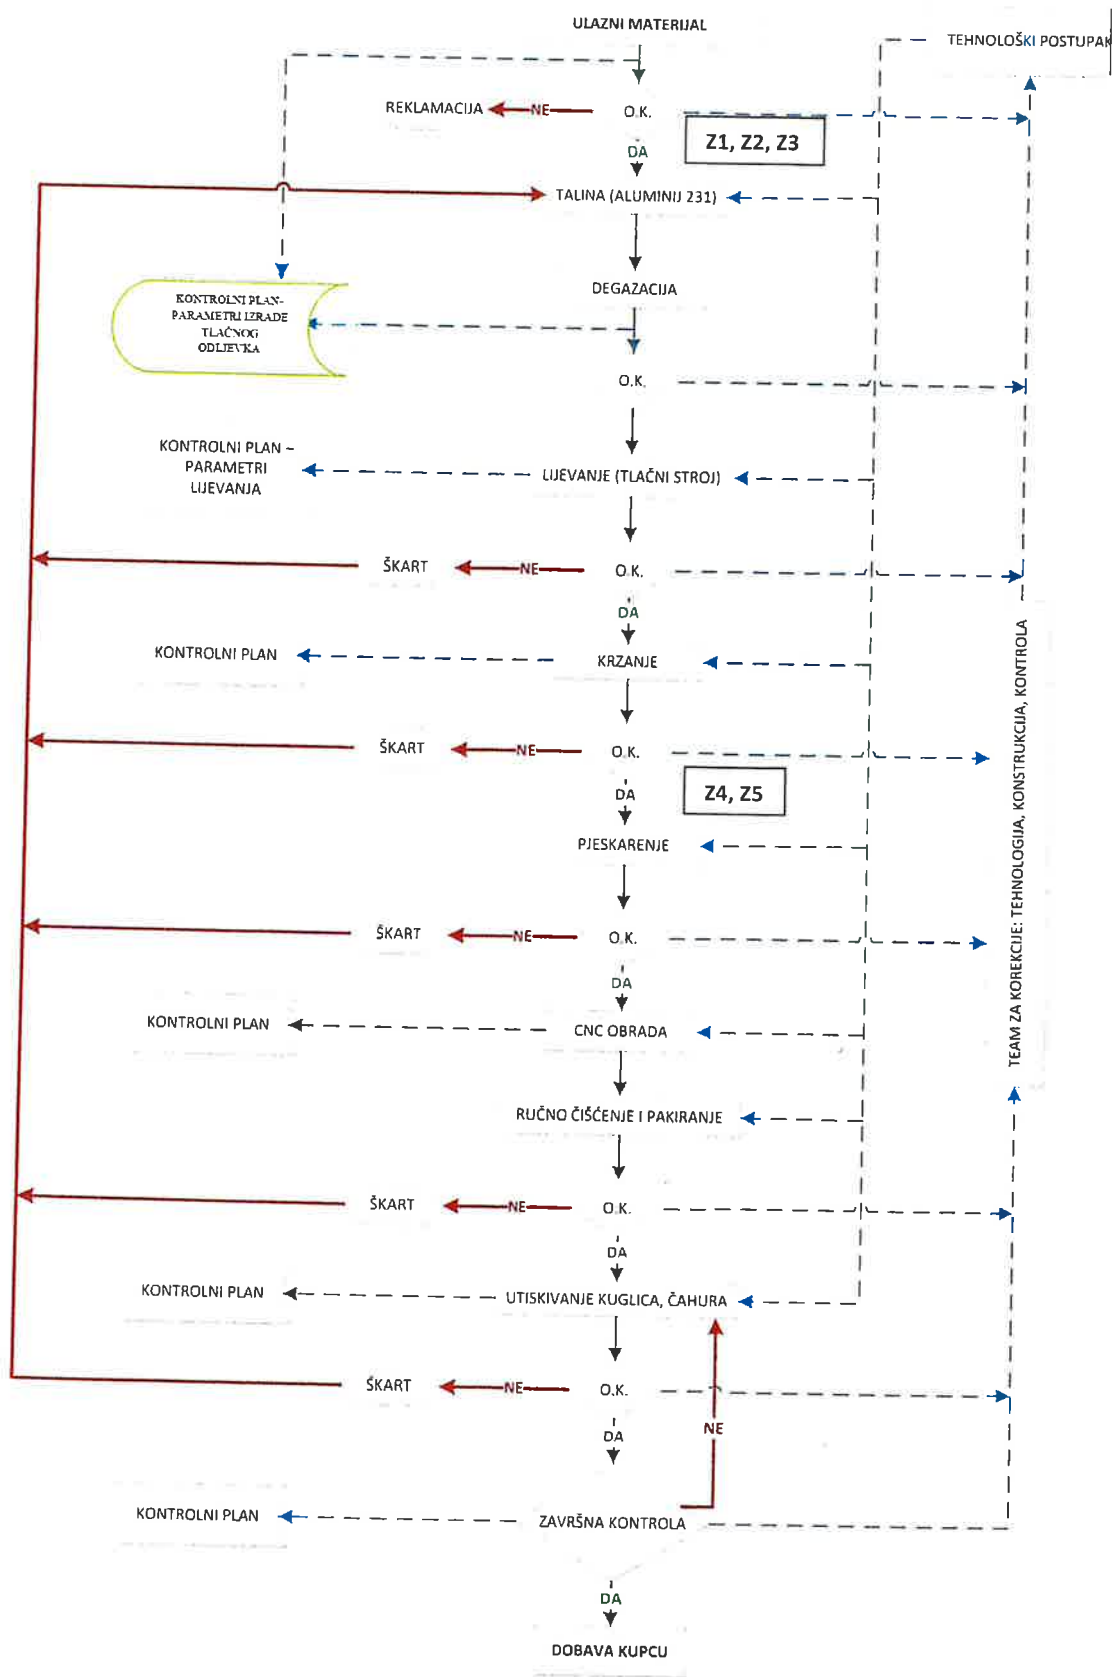 ULAZNI MATERIJAL
TEHNOLOŠKI POSTUPAK
REKLAMACIJA
NE
O.K.
Z1, Z2, Z3
DA
TALINA (ALUMINIJ 231)
DEGAZACIJA
KONTROLNI PLAN-
PARAMETRI IZRADE
TLAČNOG
ODLJEVKA
O.K.
KONTROLNI PLAN –
PARAMETRI
LIJEVANJA
LIJEVANJE (TLAČNI STROJ)
ŠKART
NE
O.K.
DA
KONTROLNI PLAN
KRZANJE
TEAM ZA KOREKCIJE: TEHNOLOGIJA, KONSTRUKCIJA, KONTROLA
ŠKART
NE
O.K.
DA
Z4, Z5
PJESKARENJE
ŠKART
NE
O.K.
DA
KONTROLNI PLAN
CNC OBRADA
RUČNO ČIŠĆENJE I PAKIRANJE
ŠKART
NE
O.K.
DA
KONTROLNI PLAN
UTISKIVANJE KUGLICA, ČAHURA
ŠKART
NE
O.K.
DA
NE
KONTROLNI PLAN
ZAVRŠNA KONTROLA
DA
DOBAVA KUPCU